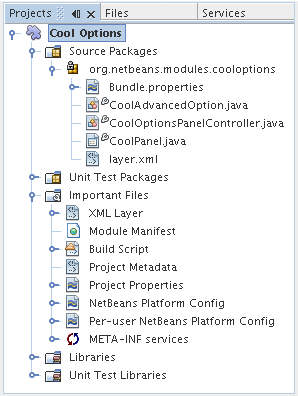 Projects Files Services
Cool Options
Source Packages
org.netbeans.modules.cooloptions
Bundle.properties
CoolAdvancedOption.java
CoolOptionsPanelController.java
CoolPanel.java
layer.xml
Unit Test Packages
Important Files
XML Layer
Module Manifest
Build Script
Project Metadata
Project Properties
NetBeans Platform Config
Per-user NetBeans Platform Config
META-INF services
Libraries
Unit Test Libraries